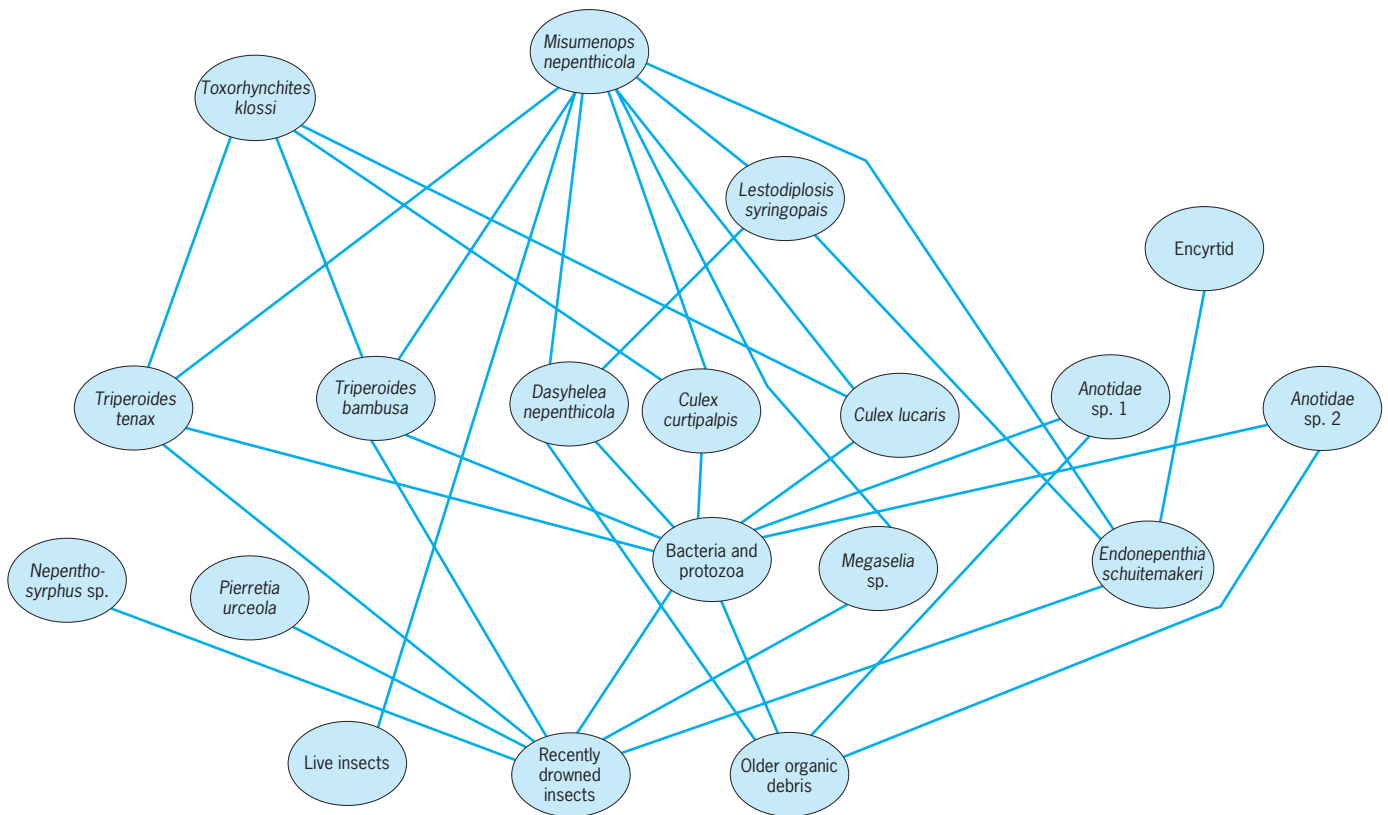 Misumenops
nepenthicola
Toxorhynchites
klossi
Lestodiplosis
syringopais
Encyrtid
Triperoides
tenax
Triperoides
bambusa
Dasyhelea
nepenthicola
Culex
curtipalpis
Culex lucaris
Anotidae
sp. 1
Anotidae
sp. 2
Nepentho-
syrphus sp.
Pierretia
urceola
Bacteria and
protozoa
Megaselia
sp.
Endonepenthia
schuitemakeri
Live insects
Recently
drowned
insects
Older organic
debris